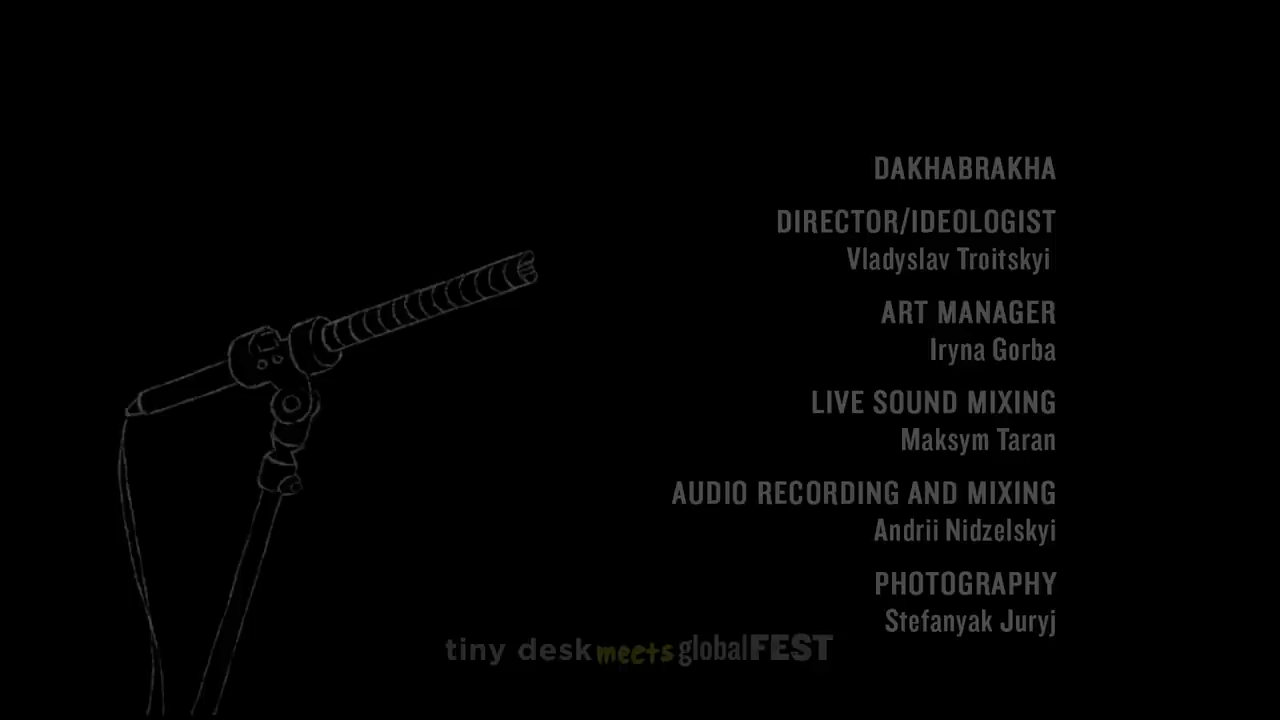 DAKHABRAKHA
DIRECTOR/IDEOLOGIST
Vladyslav Troitskyi
ART MANAGER
Iryna Gorba
LIVE SOUND MIXING
Maksym Taran
AUDIO RECORDING AND MIXING
Andrii Nidzelskyi
PHOTOGRAPHY
Stefanyak Juryj
tiny desk meets globalFEST